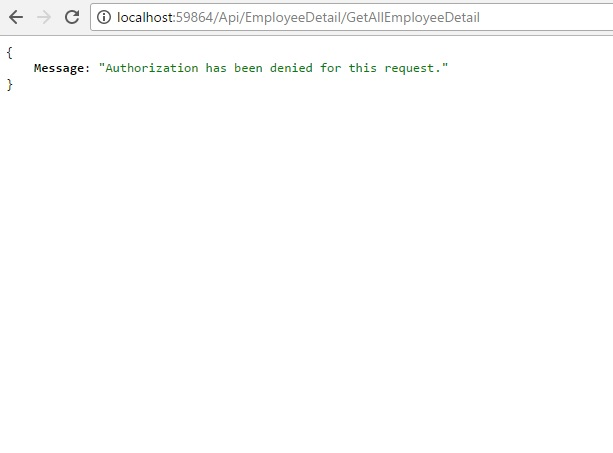 localhost:59864/Api/EmployeeDetail/GetAllEmployeeDetail
{
Message: "Authorization has been denied for this request."
}